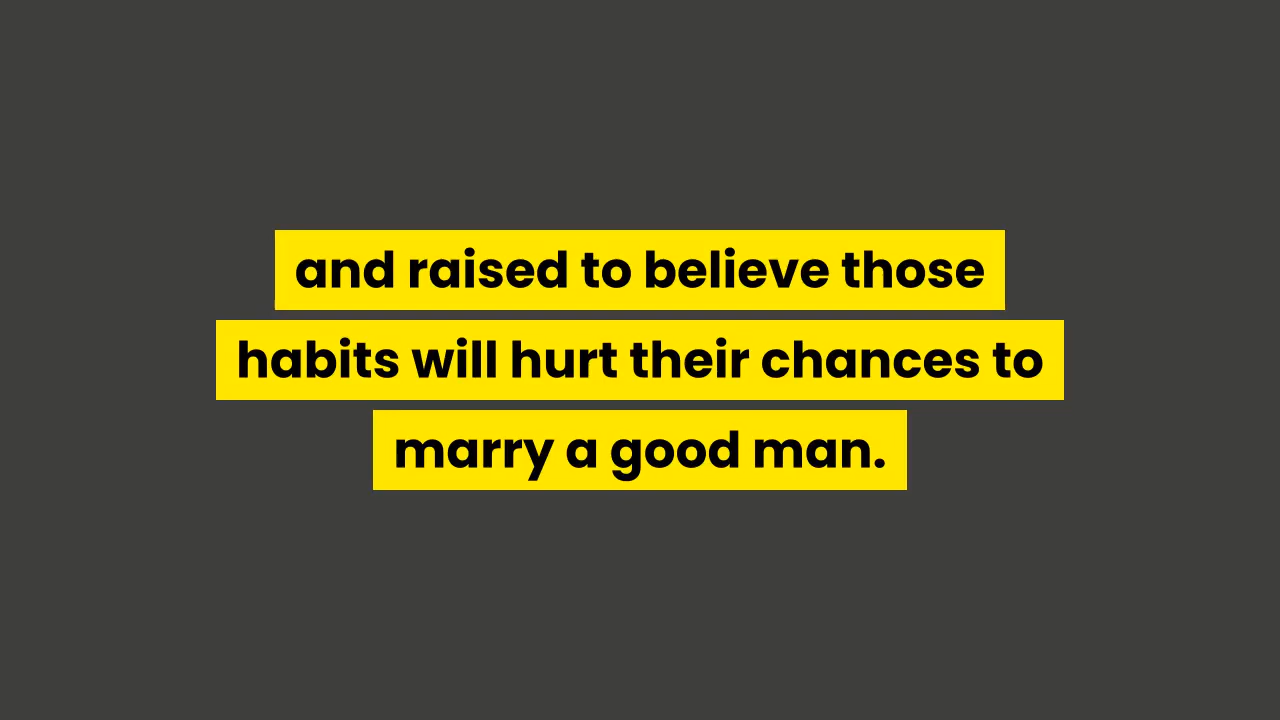 and raised to believe those
habits will hurt their chances to
marry a good man.